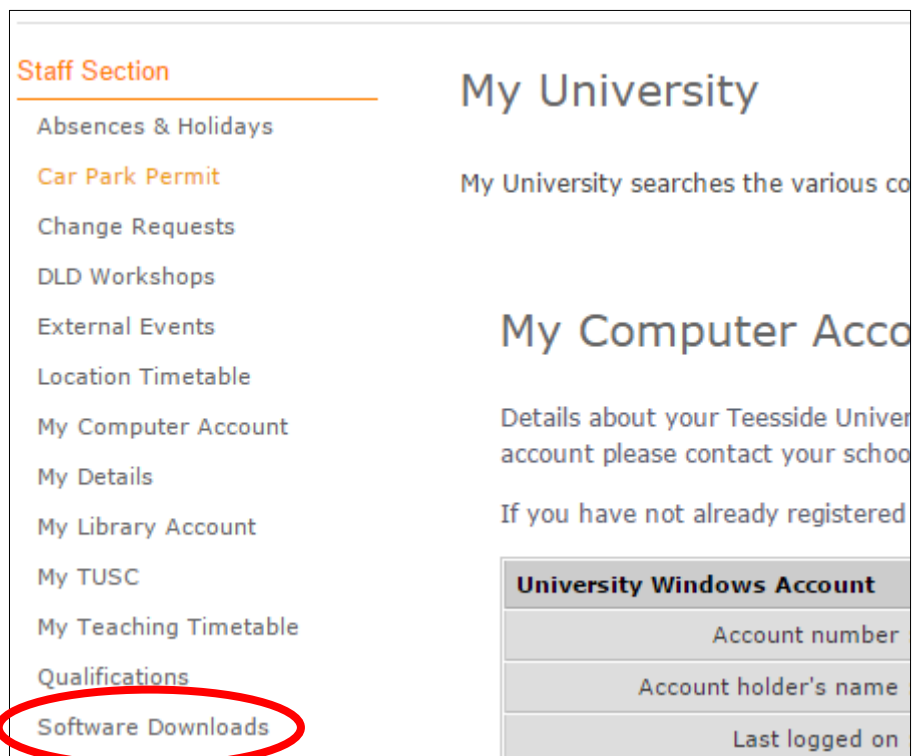 Staff Section
Absences & Holidays
Car Park Permit
Change Requests
DLD Workshops
External Events
Location Timetable
My Computer Account
My Details
My Library Account
My TUSC
My Teaching Timetable
Qualifications
Software Downloads
My University
My University searches the various co
My Computer Acco
Details about your Teesside Univer
account please contact your schoo
If you have not already registered
University Windows Account
Account number
Account holder's name
Last logged on